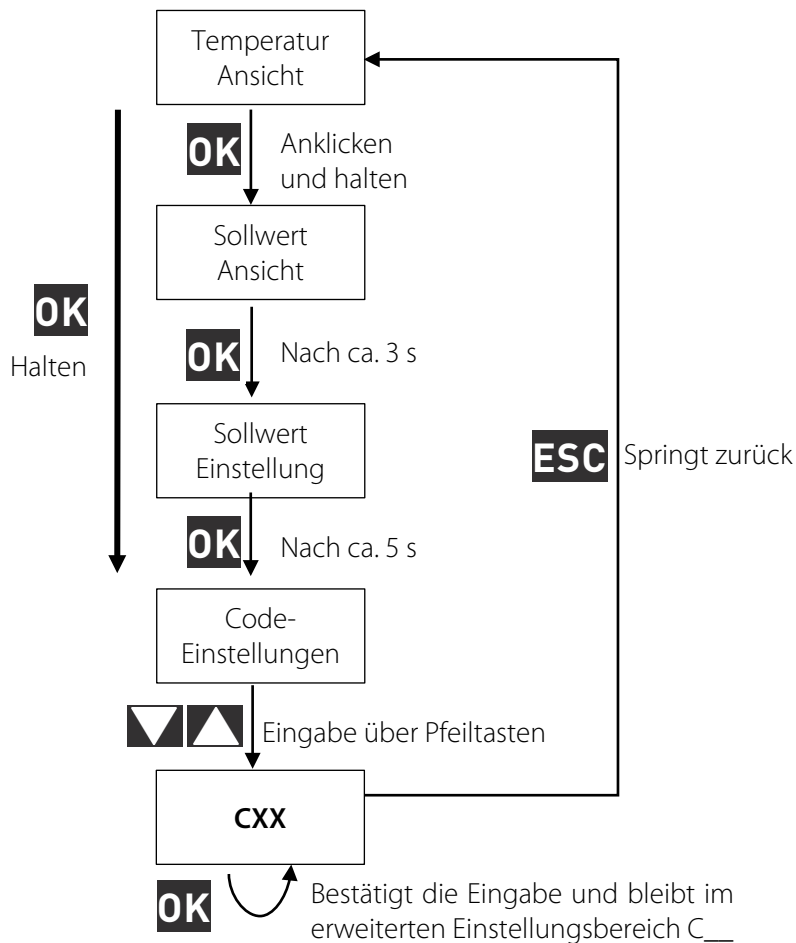 Temperatur
Ansicht
OK
Anklicken
und halten
Sollwert
Ansicht
OK
Halten
OK
Nach ca. 3 s
Sollwert
Einstellung
ESC
Springt zurück
OK
Nach ca. 5 s
Code-
Einstellungen
Eingabe über Pfeiltasten
CXX
OK
Bestätigt die Eingabe und bleibt im
erweiterten Einstellungsbereich C__